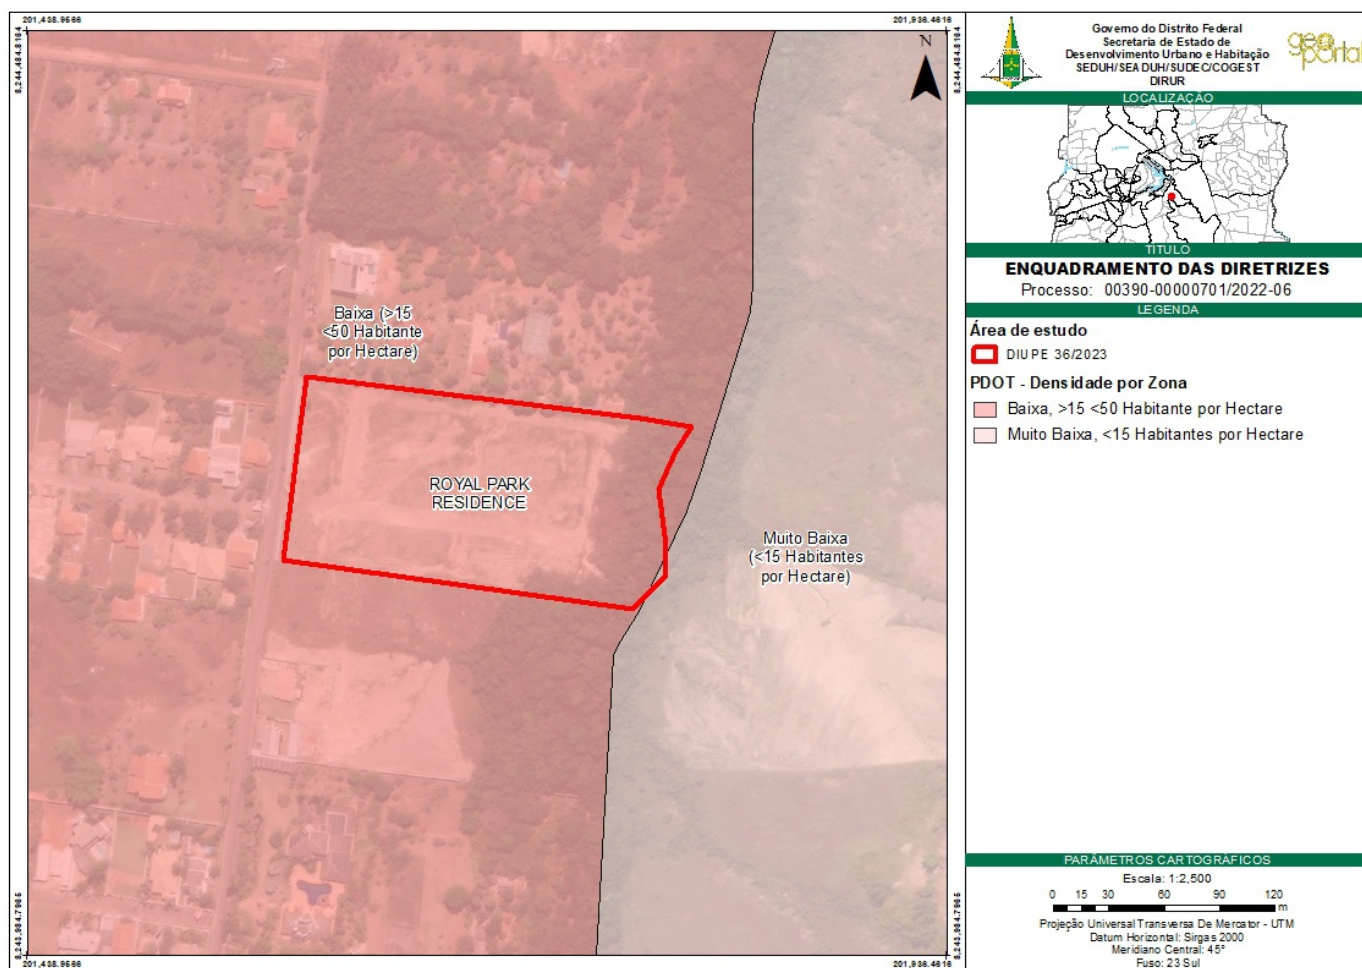 201,438.9566
201,936.4616
8,244,484.8164
8,244,484.8164
N
Baixa (>15
<50 Habitante
por Hectare)
ROYAL PARK
RESIDENCE
Muito Baixa
(<15 Habitantes
por Hectare)
8,243,984.7965
8,243,984.7965
201,438.9566
201,936.4616
Governo do Distrito Federal
Secretaria de Estado de
Desenvolvimento Urbano e Habitação
SEDUH/SEADUH/SUDEC/COGEST
DIRUR
geoportal
LOCALIZAÇÃO
TÍTULO
ENQUADRAMENTO DAS DIRETRIZES
Processo: 00390-00000701/2022-06
LEGENDA
Área de estudo
DIUPE 36/2023
PDOT - Densidade por Zona
Baixa, >15 <50 Habitante por Hectare
Muito Baixa, <15 Habitantes por Hectare
PARÂMETROS CARTOGRÁFICOS
Escala: 1:2,500
0 15 30 60 90 120
m
Projeção Universal Transversa De Mercator - UTM
Datum Horizontal: Sirgas 2000
Meridiano Central: 45°
Fuso: 23 Sul